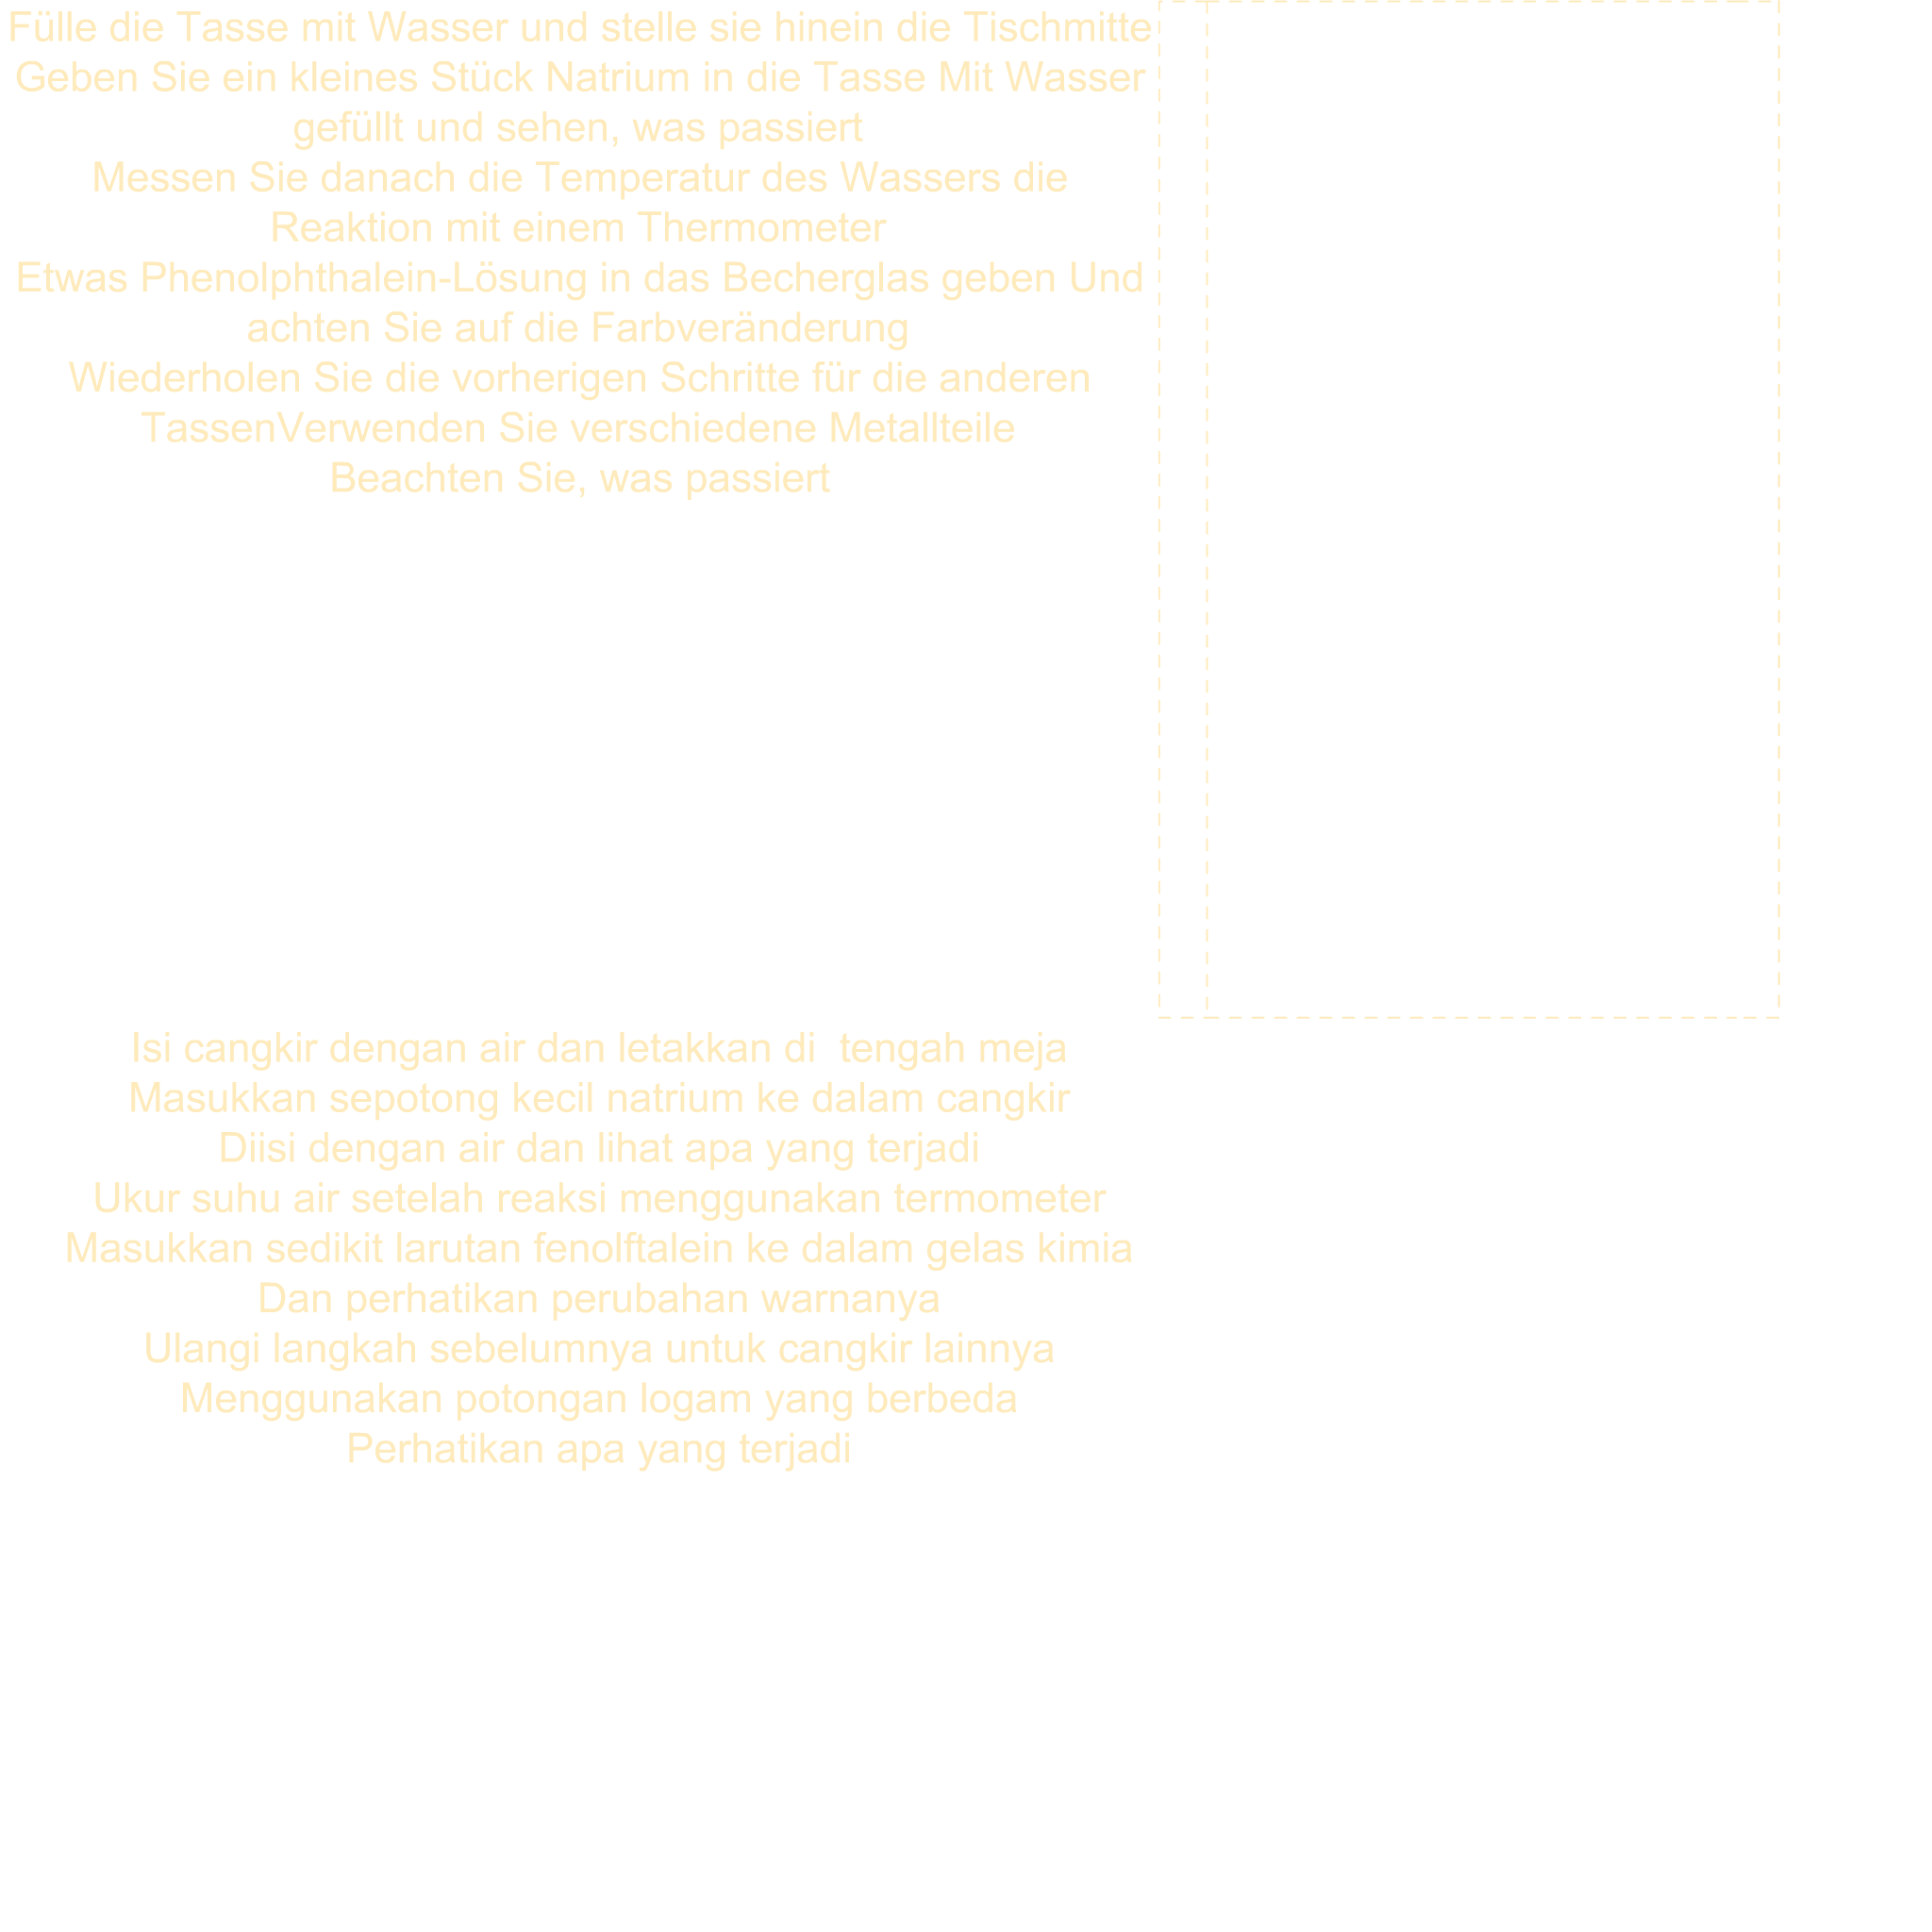 Fülle die Tasse mit Wasser und stelle sie hinein die Tischmitte
Geben Sie ein kleines Stück Natrium in die Tasse Mit Wasser
gefüllt und sehen, was passiert
Messen Sie danach die Temperatur des Wassers die
Reaktion mit einem Thermometer
Etwas Phenolphthalein-Lösung in das Becherglas geben Und
achten Sie auf die Farbveränderung
Wiederholen Sie die vorherigen Schritte für die anderen
TassenVerwenden Sie verschiedene Metallteile
Beachten Sie, was passiert
Isi cangkir dengan air dan letakkan di  tengah meja
Masukkan sepotong kecil natrium ke dalam cangkir
Diisi dengan air dan lihat apa yang terjadi
Ukur suhu air setelah reaksi menggunakan termometer
Masukkan sedikit larutan fenolftalein ke dalam gelas kimia
Dan perhatikan perubahan warnanya
Ulangi langkah sebelumnya untuk cangkir lainnya
Menggunakan potongan logam yang berbeda
Perhatikan apa yang terjadi